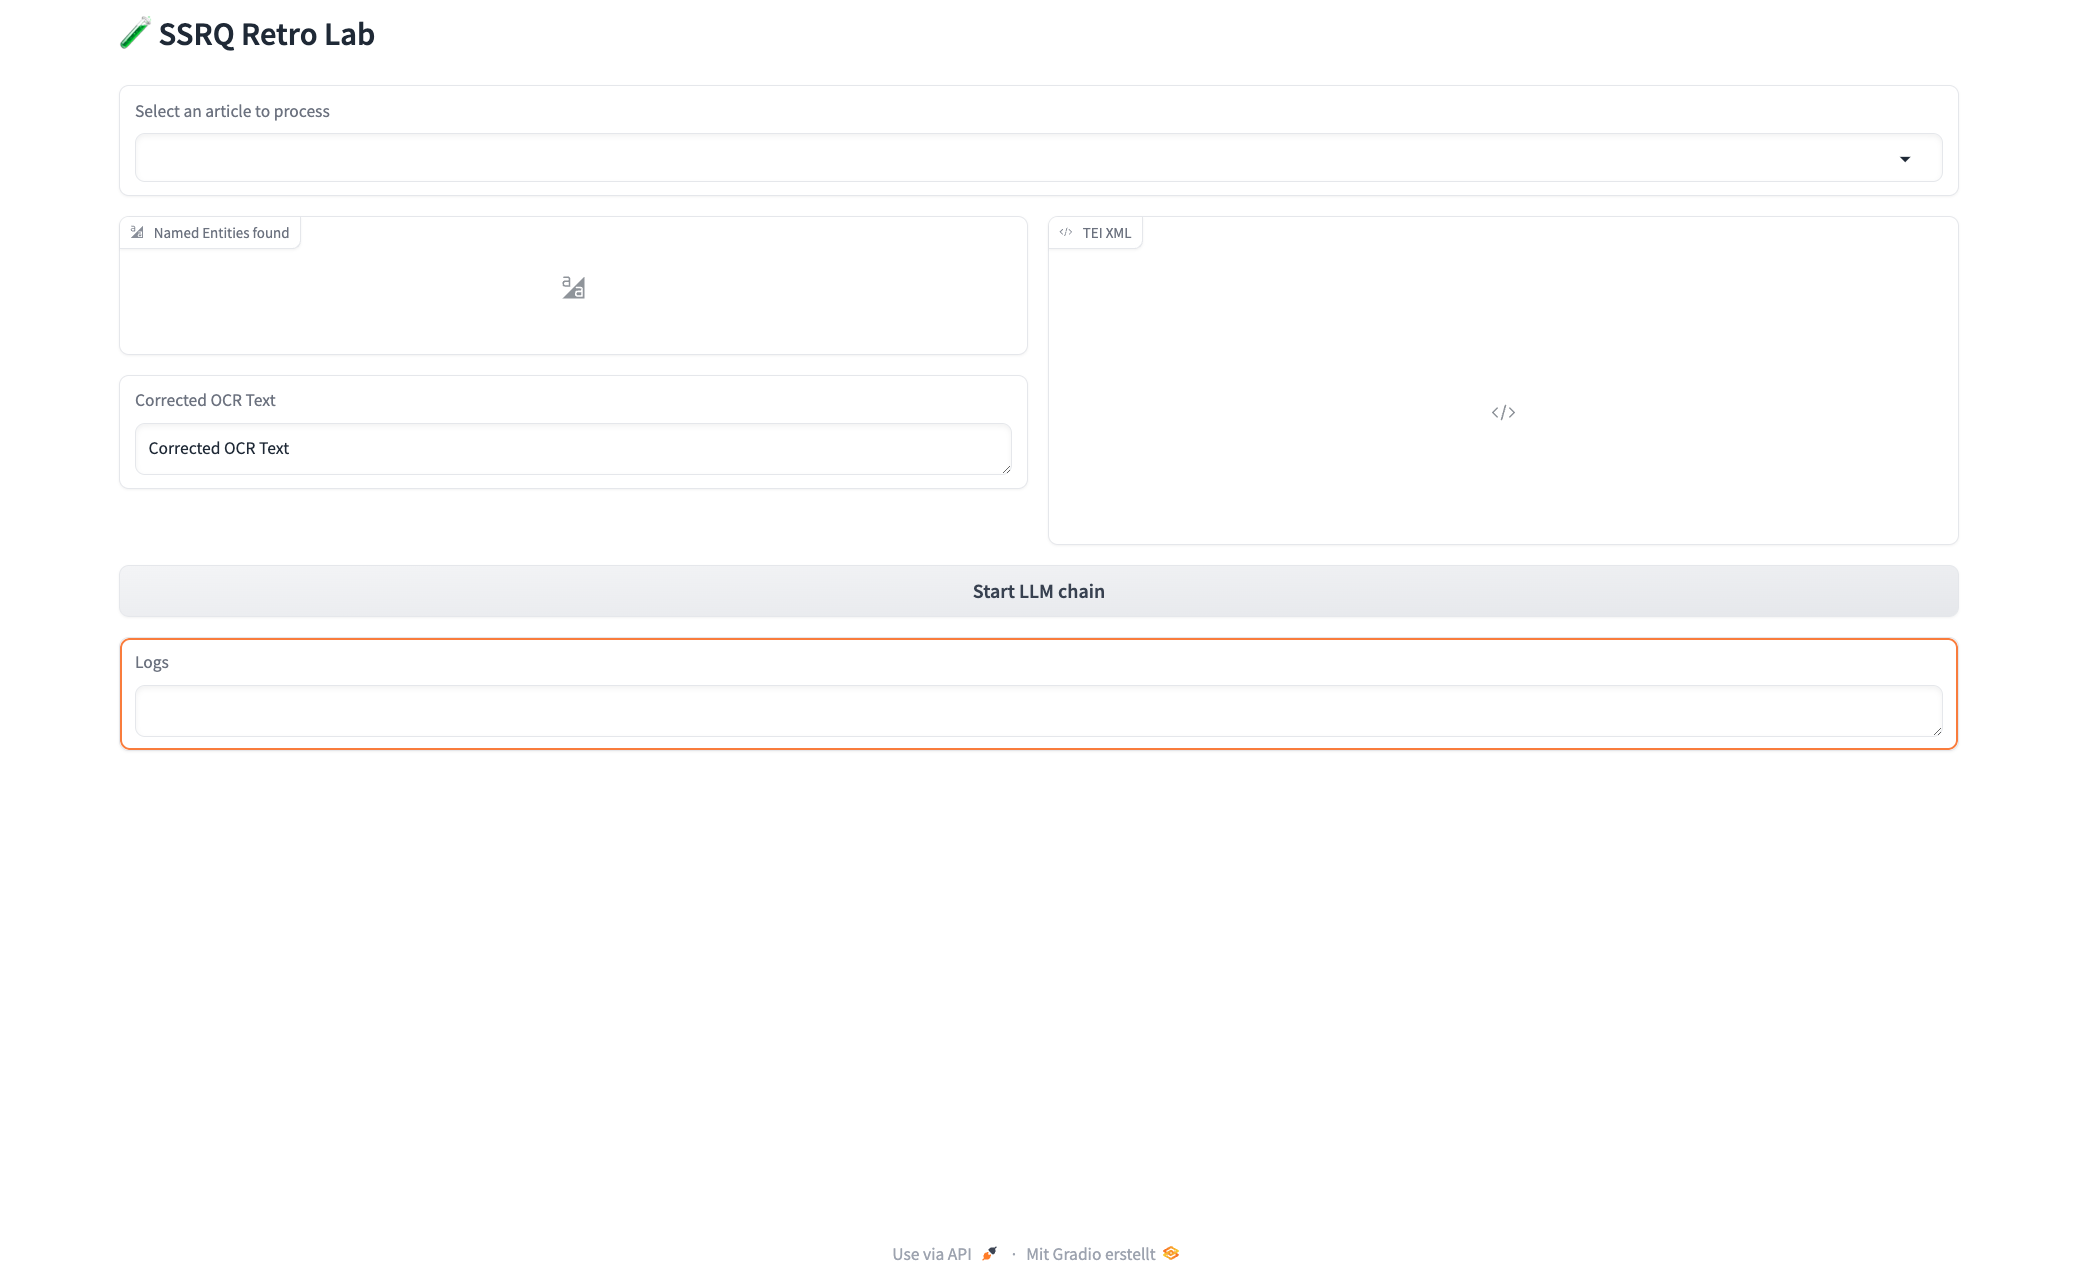 SSRQ Retro Lab
Select an article to process
Named Entities found
TEI XML
Corrected OCR Text
Corrected OCR Text
Start LLM chain
Logs
Use via API · Mit Gradio erstellt